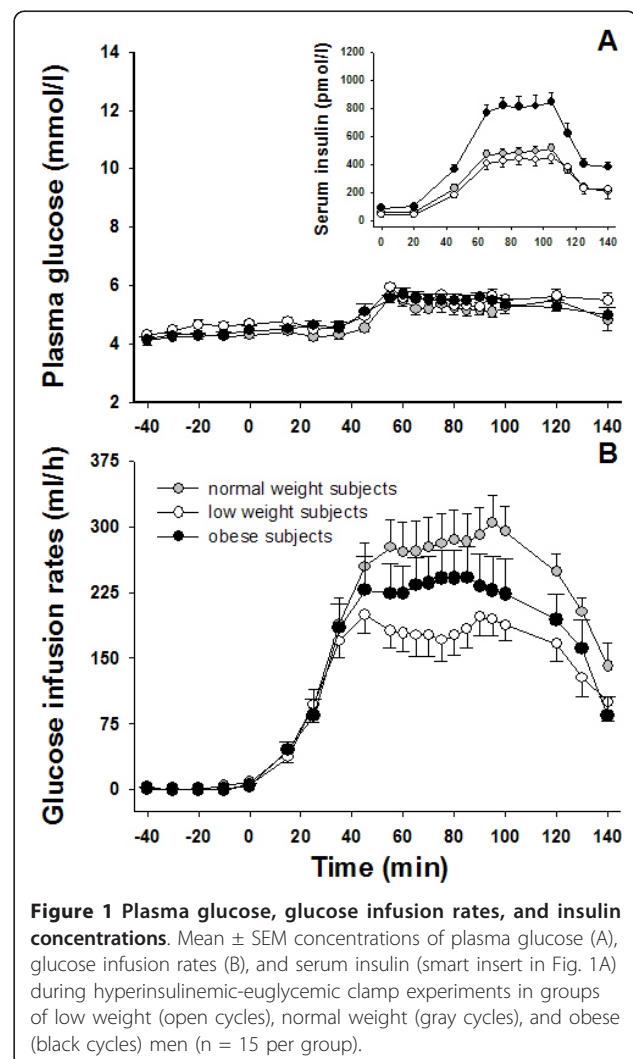 A
Plasma glucose (mmol/l)
14
12
10
8
6
4
2
Serum insulin (pmol/l)
1200
1000
800
600
400
200
0
0 20 40 60 80 100 120 140
-40 -20 0 20 40 60 80 100 120 140
B
Glucose infusion rates (ml/h)
375
300
225
150
75
0
normal weight subjects
low weight subjects
obese subjects
-40 -20 0 20 40 60 80 100 120 140
Time (min)
Figure 1 Plasma glucose, glucose infusion rates, and insulin
concentrations. Mean ± SEM concentrations of plasma glucose (A),
glucose infusion rates (B), and serum insulin (smart insert in Fig. 1A)
during hyperinsulinemic-euglycemic clamp experiments in groups
of low weight (open cycles), normal weight (gray cycles), and obese
(black cycles) men (n = 15 per group).